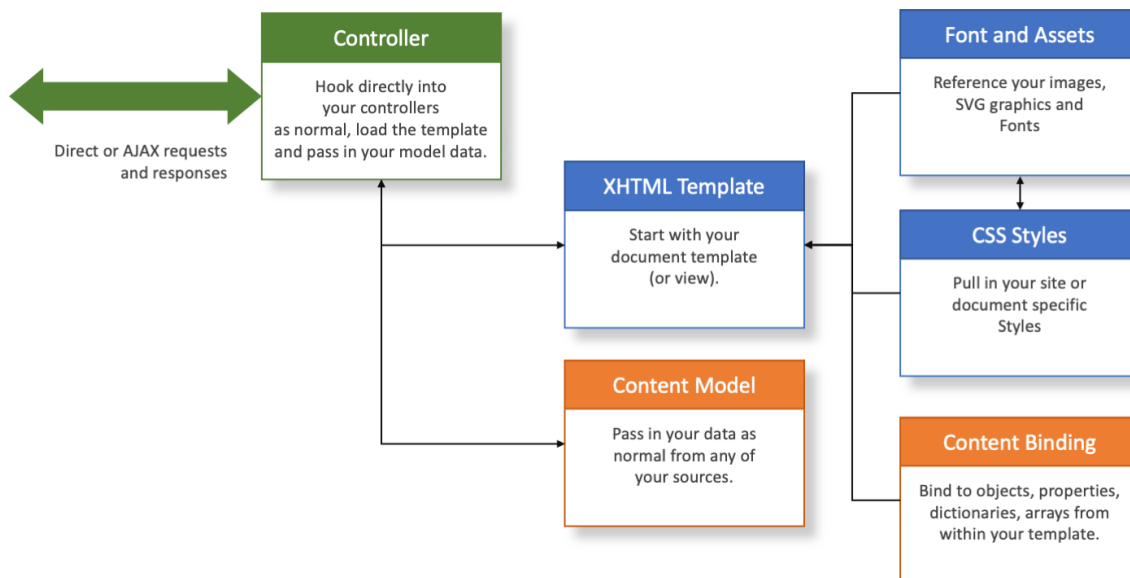 Controller
Hook directly into
your controllers
as normal, load the template
and pass in your model data.
Direct or AJAX requests
and responses
XHTML Template
Start with your
document template
(or view).
Content Model
Pass in your data as
normal from any of
your sources.
Font and Assets
Reference your images,
SVG graphics and
Fonts
CSS Styles
Pull in your site or
document specific
Styles
Content Binding
Bind to objects, properties,
dictionaries, arrays from
within your template.